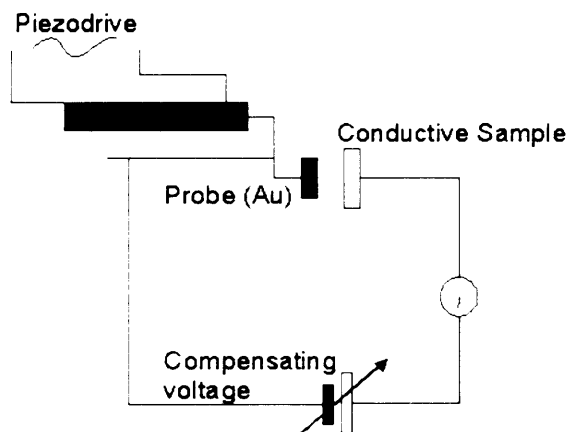 Piezodrive
Conductive Sample
Probe (Au)
Compensating
voltage